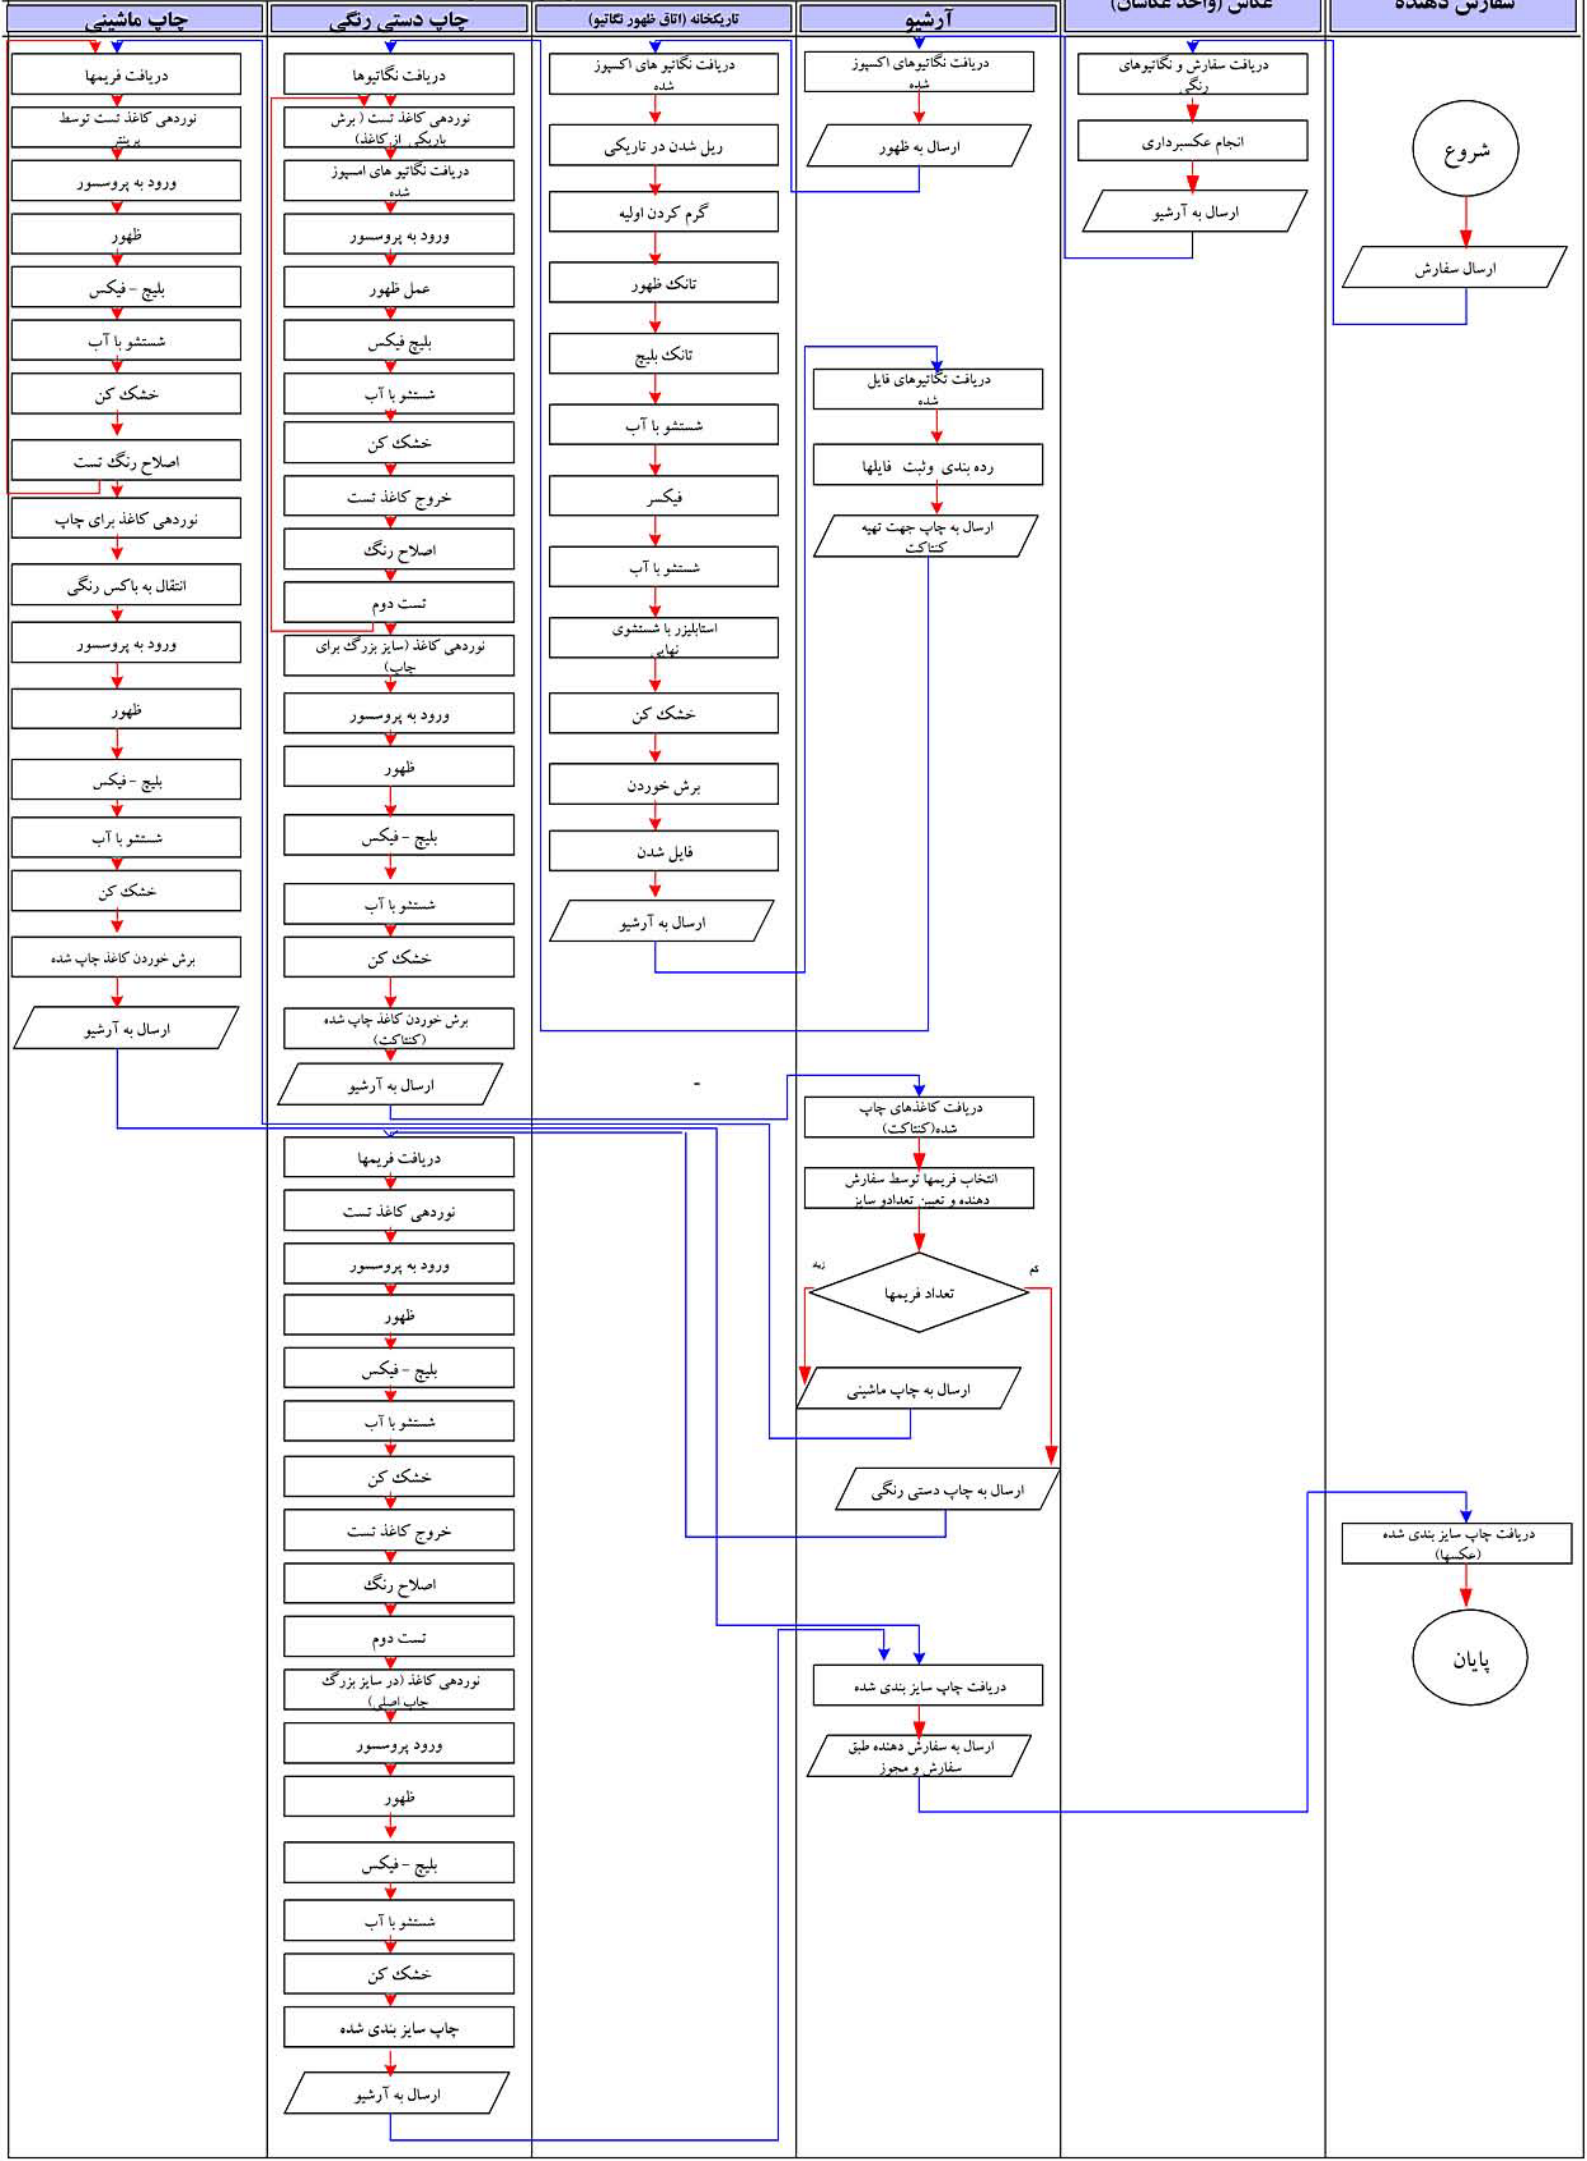 سفارش دهنده
عکاس (واحد عکاسان)
آرشیو
تاریکخانه (اتاق ظهور نگاتیو)
چاپ دستی رنگی
چاپ ماشینی
شروع
ارسال سفارش
دریافت چاپ سایز بندی شده
(عکسها)
پایان
دریافت سفارش و نگاتیوهای
رنگی
انجام عکسبرداری
ارسال به آرشیو
دریافت نگاتیوهای اکسپوز
شده
ارسال به ظهور
دریافت نگاتیوهای فایل
شده
رده بندی وثبت فایلها
ارسال به چاپ جهت تهیه
کنتاکت
دریافت کاغذهای چاپ
شده(کنتاکت)
انتخاب فریمها توسط سفارش
دهنده و تعیین تعدادو سایز
تعداد فریمها
کم
ارسال به چاپ ماشینی
ارسال به چاپ دستی رنگی
دریافت چاپ سایز بندی شده
ارسال به سفارش دهنده طبق
سفارش و مجوز
دریافت نگاتیو های اکسپوز
شده
ریل شدن در تاریکی
گرم کردن اولیه
تانک ظهور
تانک بلیچ
شستشو با آب
فیکسر
شستشو با آب
استابلیزر با شستشوی
نهایی
خشک کن
برش خوردن
فایل شدن
ارسال به آرشیو
-
دریافت نگاتیوها
نوردهی کاغذ تست ( برش
باریکی از کاغذ)
دریافت نگاتیو های امسپوز
شده
ورود به پروسسور
عمل ظهور
بلیچ فیکس
شستشو با آب
خشک کن
خروج کاغذ تست
اصلاح رنگ
تست دوم
نوردهی کاغذ (سایز بزرگ برای
چاپ)
ورود به پروسسور
ظهور
بلیچ - فیکس
شستشو با آب
خشک کن
برش خوردن کاغذ چاپ شده
(کنتاکت)
ارسال به آرشیو
دریافت فریمها
نوردهی کاغذ تست
ورود به پروسسور
ظهور
بلیچ - فیکس
شستشو با آب
خشک کن
خروج کاغذ تست
اصلاح رنگ
تست دوم
نوردهی کاغذ (در سایز بزرگ
چاپ اصلی)
ورود پروسسور
ظهور
بلیچ - فیکس
شستشو با آب
خشک کن
چاپ سایز بندی شده
ارسال به آرشیو
دریافت فریمها
نوردهی کاغذ تست توسط
پرینتر
ورود به پروسسور
ظهور
بلیچ - فیکس
شستشو با آب
خشک کن
اصلاح رنگ تست
نوردهی کاغذ برای چاپ
انتقال به باکس رنگی
ورود به پروسسور
ظهور
بلیچ - فیکس
شستشو با آب
خشک کن
برش خوردن کاغذ چاپ شده
ارسال به آرشیو